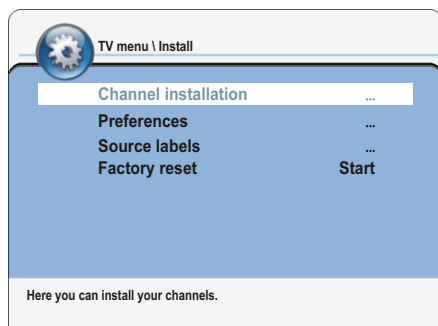 TV menu \ Install
Channel installation ...
Preferences ...
Source labels ...
Factory reset Start
Here you can install your channels.